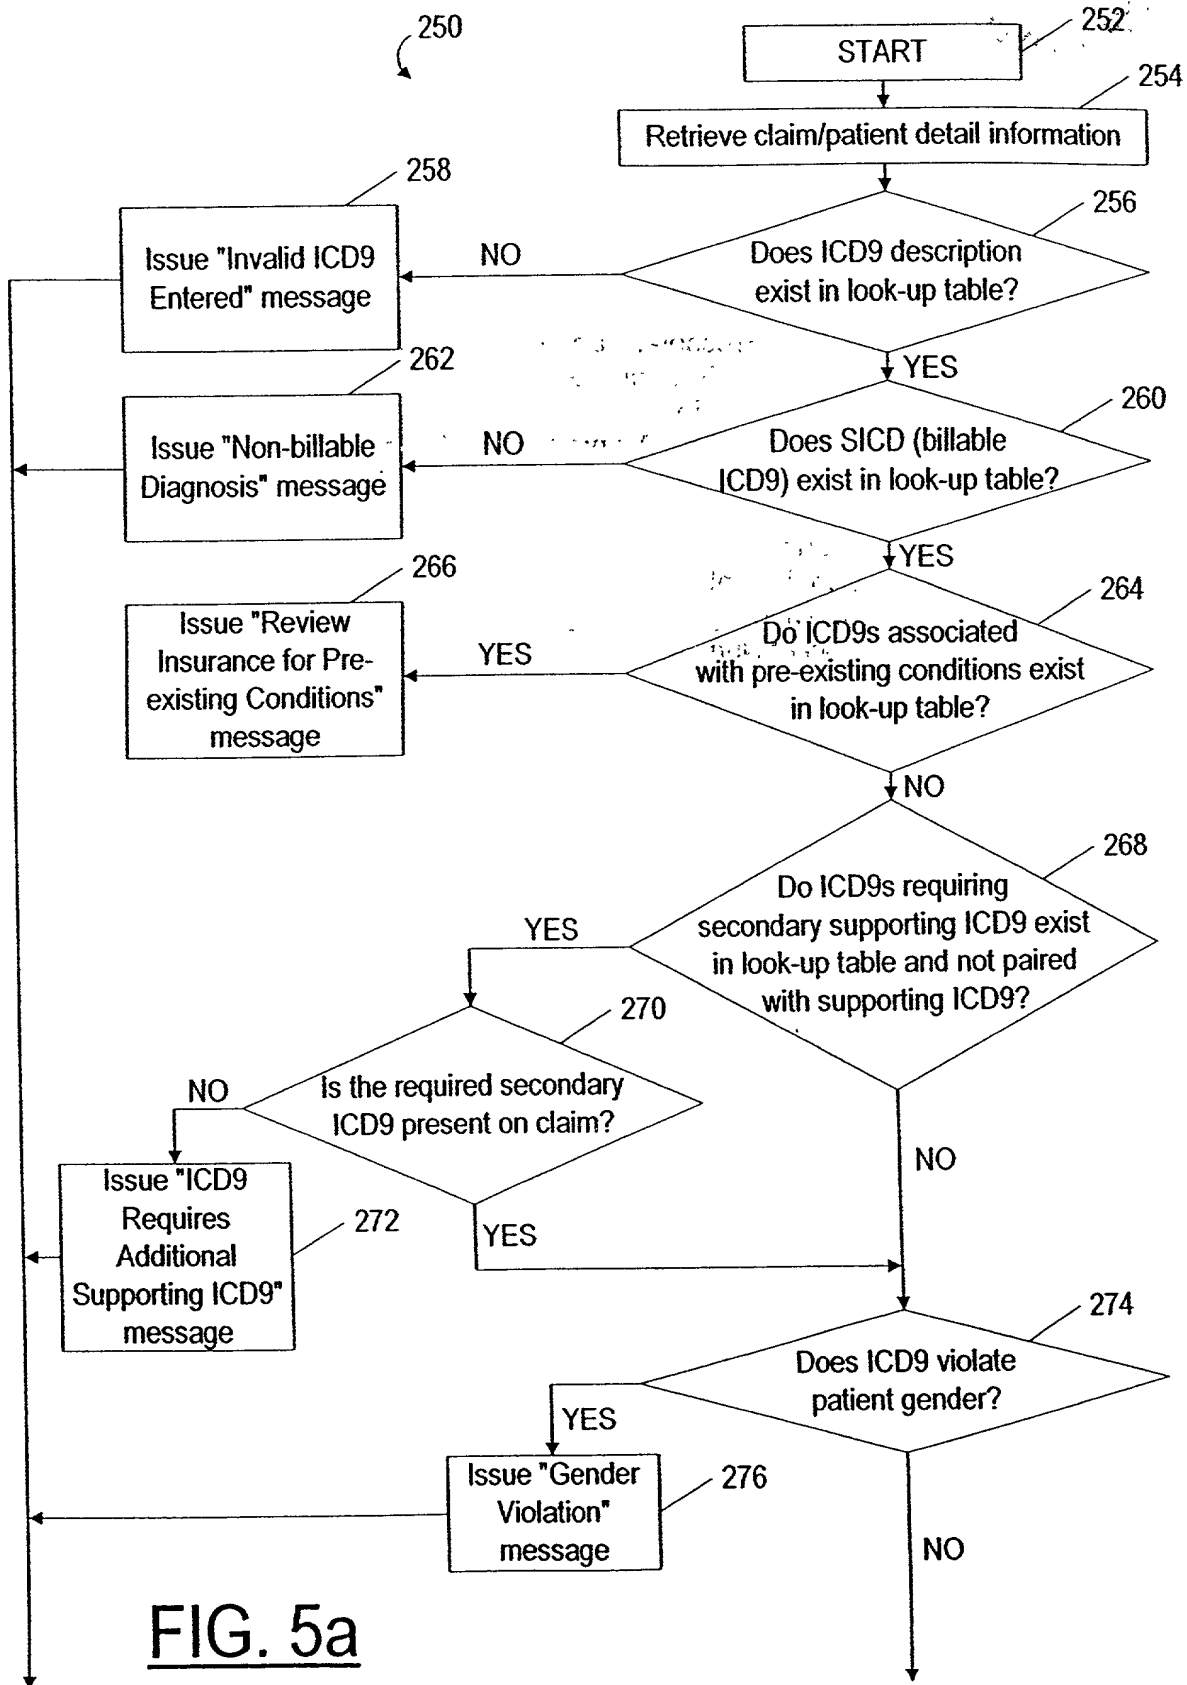 250
252
START
254
Retrieve claim/patient detail information
258
256
Issue "Invalid ICD9
Entered" message
NO
Does ICD9 description
exist in look-up table?
262
YES
260
Issue "Non-billable
Diagnosis" message
NO
Does SICD (billable
ICD9) exist in look-up table?
266
YES
264
Issue "Review
Insurance for Pre-
existing Conditions"
message
YES
Do ICD9s associated
with pre-existing conditions exist
in look-up table?
NO
268
Do ICD9s requiring
secondary supporting ICD9 exist
in look-up table and not paired
with supporting ICD9?
YES
270
Is the required secondary
ICD9 present on claim?
NO
NO
Issue "ICD9
Requires
Additional
Supporting ICD9"
message
272
YES
274
Does ICD9 violate
patient gender?
YES
Issue "Gender
Violation"
message
276
NO
FIG. 5a